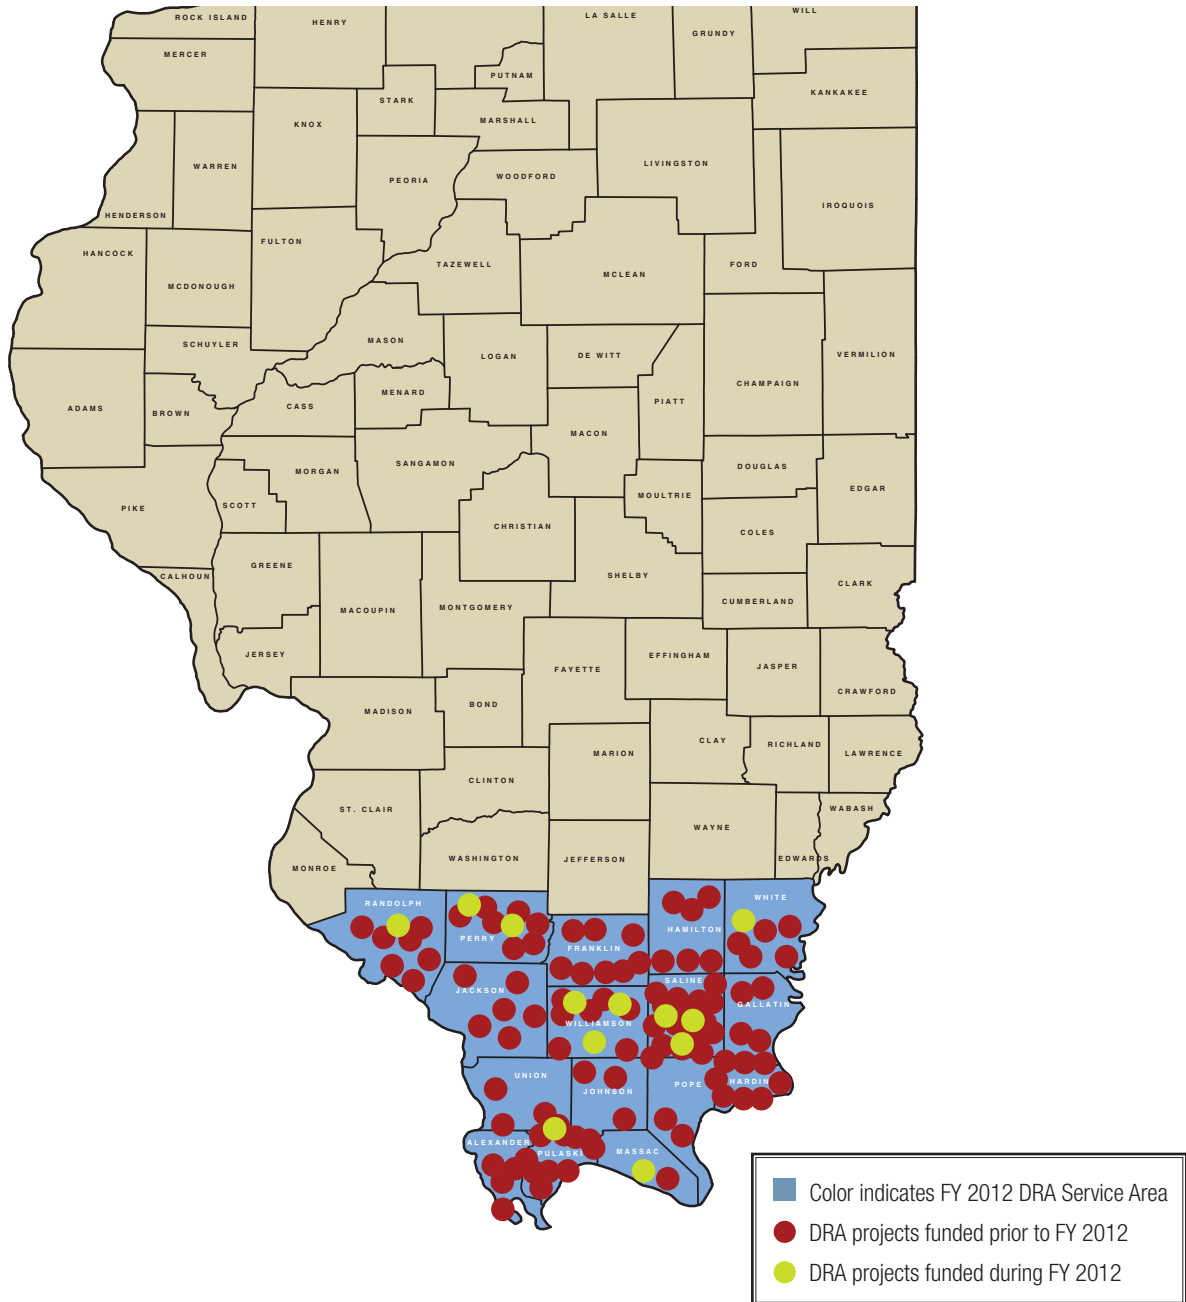 ROCK ISLAND
HENRY
LA SALLE
WILL
GRUNDY
MERCER
PUTNAM
KANKAKEE
STARK
MARSHALL
KNOX
LIVINGSTON
WARREN
PEORIA
WOODFORD
IROQUOIS
HENDERSON
FULTON
HANCOCK
TAZEWELL
MCLEAN
FORD
MCDONOUGH
SCHUYLER
MASON
LOGAN
DE WITT
VERMILION
CHAMPAIGN
MENARD
PIATT
ADAMS
BROWN
CASS
MACON
SANGAMON
DOUGLAS
MORGAN
MOULTRIE
EDGAR
PIKE
SCOTT
CHRISTIAN
COLES
GREENE
CALHOUN
SHELBY
CLARK
CUMBERLAND
MACOUPIN
MONTGOMERY
JERSEY
EFFINGHAM
FAYETTE
JASPER
CRAWFORD
MADISON
BOND
CLAY
RICHLAND
MARION
LAWRENCE
CLINTON
ST. CLAIR
WABASH
WAYNE
WASHINGTON
JEFFERSON
EDWARDS
MONROE
RANDOLPH
WHITE
HAMILTON
PERRY
FRANKLIN
SALINE
JACKSON
GALLATIN
WILLIAMSON
UNION
JOHNSON
POPE
HARDIN
ALEXANDER
PULASKI
MASSAC
Color indicates FY 2012 DRA Service Area
DRA projects funded prior to FY 2012
DRA projects funded during FY 2012